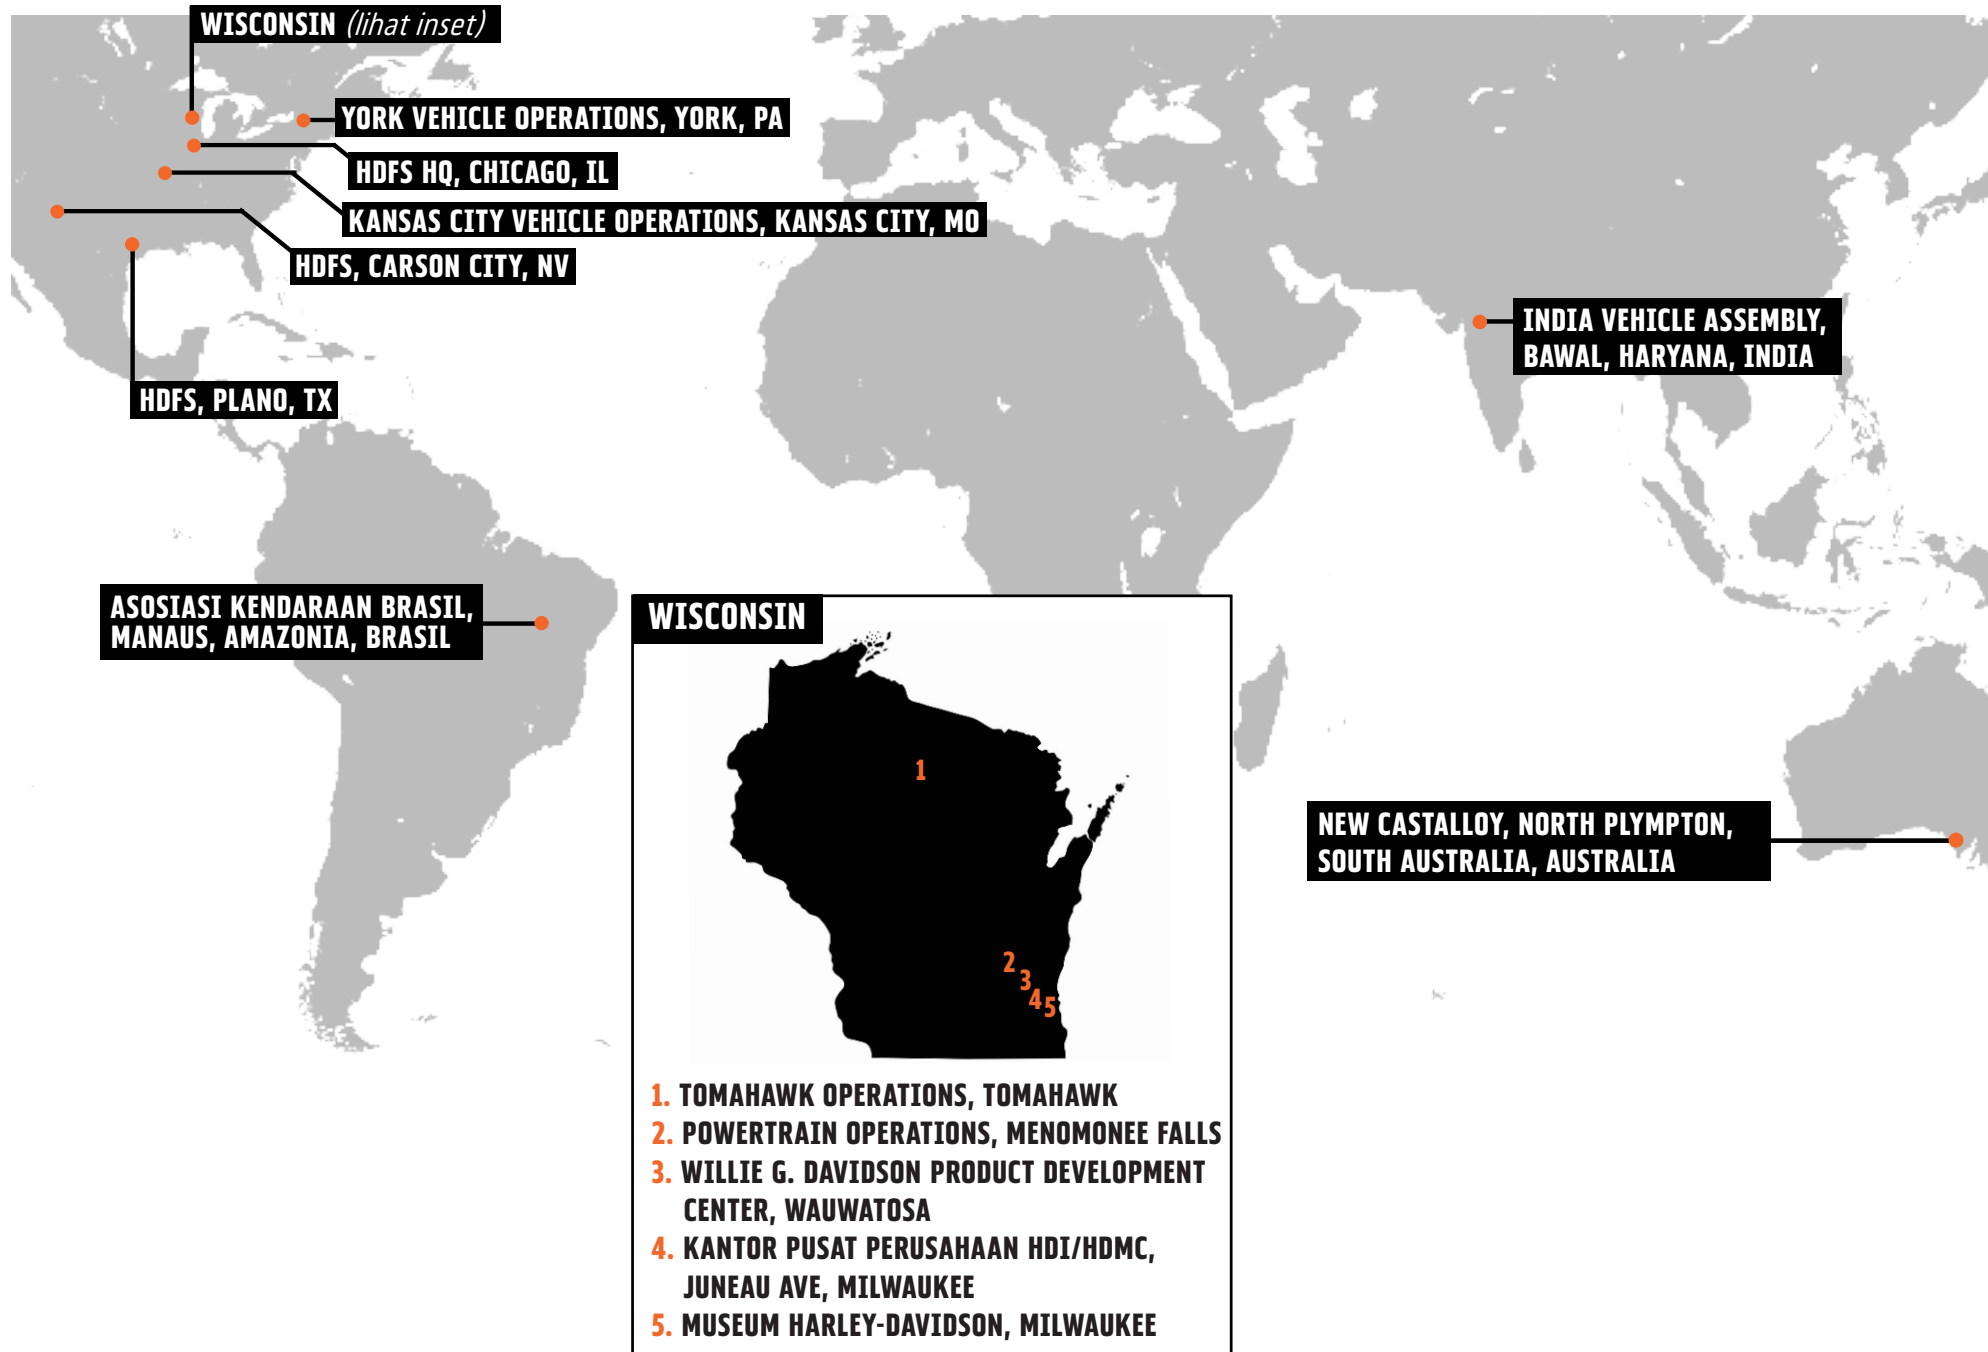 WISCONSIN (lihat inset)
YORK VEHICLE OPERATIONS, YORK, PA
HDFS HQ, CHICAGO, IL
KANSAS CITY VEHICLE OPERATIONS, KANSAS CITY, MO
HDFS, CARSON CITY, NV
HDFS, PLANO, TX
INDIA VEHICLE ASSEMBLY,
BAWAL, HARYANA, INDIA
ASOSIASI KENDARAAN BRASIL,
MANAUS, AMAZONIA, BRASIL
NEW CASTALLOY, NORTH PLYMPTON,
SOUTH AUSTRALIA, AUSTRALIA
WISCONSIN
1
2
3
4
5
1. TOMAHAWK OPERATIONS, TOMAHAWK
2. POWERTRAIN OPERATIONS, MENOMONEE FALLS
3. WILLIE G. DAVIDSON PRODUCT DEVELOPMENT
CENTER, WAUWATOSA
4. KANTOR PUSAT PERUSAHAAN HDI/HDMC,
JUNEAU AVE, MILWAUKEE
5. MUSEUM HARLEY-DAVIDSON, MILWAUKEE